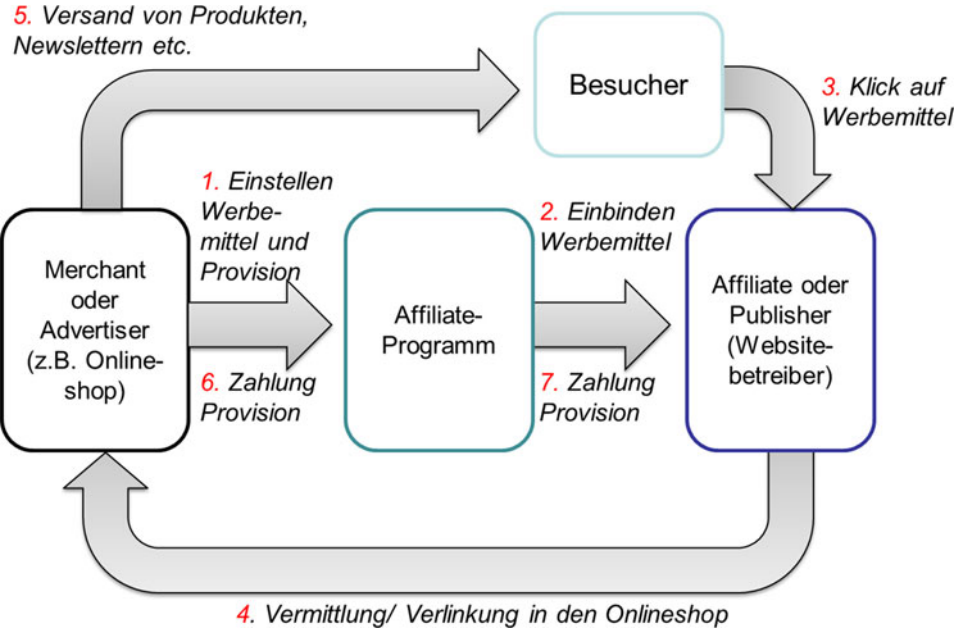 5. Versand von Produkten,
Newslettern etc.
Besucher
3. Klick auf
Werbemittel
1. Einstellen
Werbe-
mittel und
Provision
2. Einbinden
Werbemittel
Merchant
oder
Advertiser
(z.B. Online-
shop)
Affiliate-
Programm
Affiliate oder
Publisher
(Website-
betreiber)
6. Zahlung
Provision
7. Zahlung
Provision
4. Vermittlung/ Verlinkung in den Onlineshop